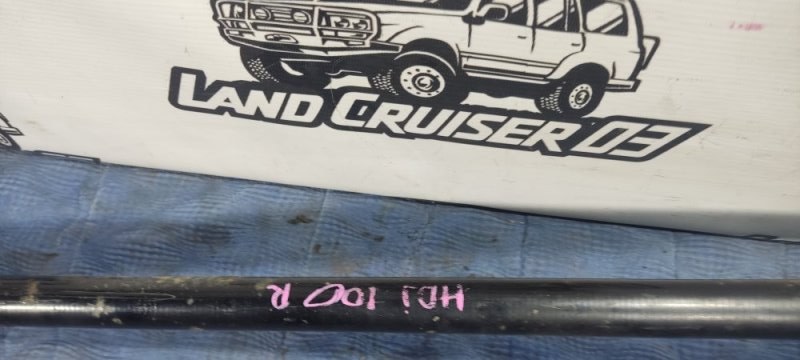 LAND CRUISER 03
HDJ 100 R